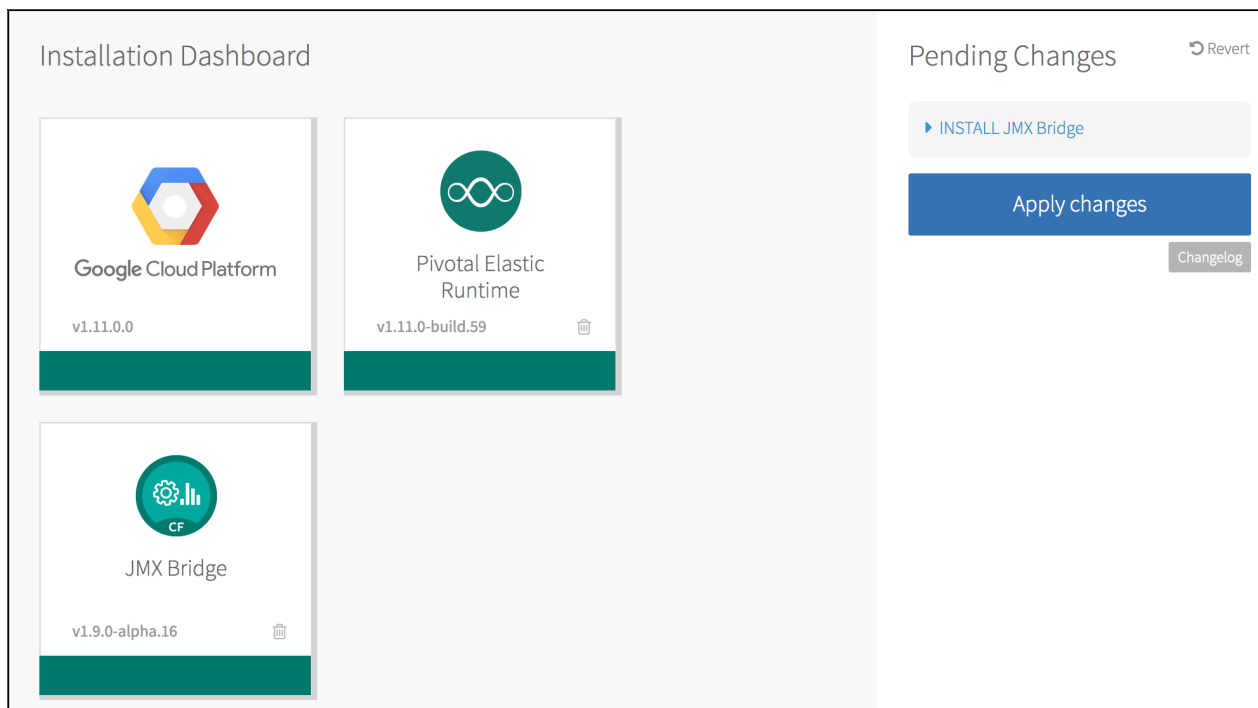 Installation Dashboard
Google Cloud Platform
v1.11.0.0
Pivotal Elastic
Runtime
v1.11.0-build.59
CF
JMX Bridge
v1.9.0-alpha.16
Pending Changes
Revert
INSTALL JMX Bridge
Apply changes
Changelog